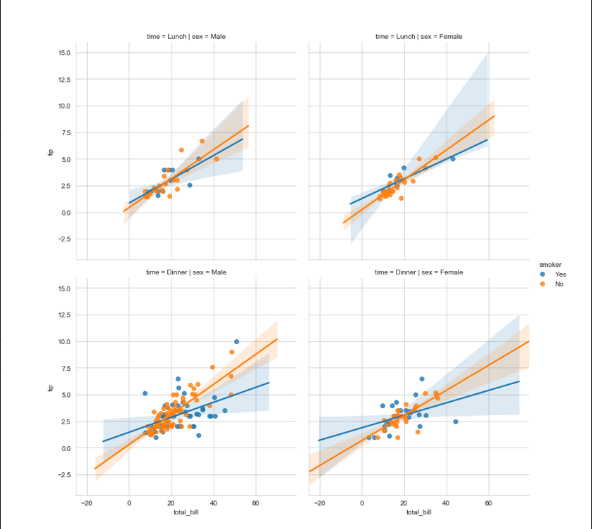 time = Lunch | sex = Male
time = Lunch | sex = Female
15.0
12.5
10.0
7.5
5.0
2.5
0.0
−2.5
tip
time = Dinner | sex = Male
time = Dinner | sex = Female
smoker
Yes
No
15.0
12.5
10.0
7.5
5.0
2.5
0.0
−2.5
tip
−20 0 20 40 60
−20 0 20 40 60
total_bill
total_bill